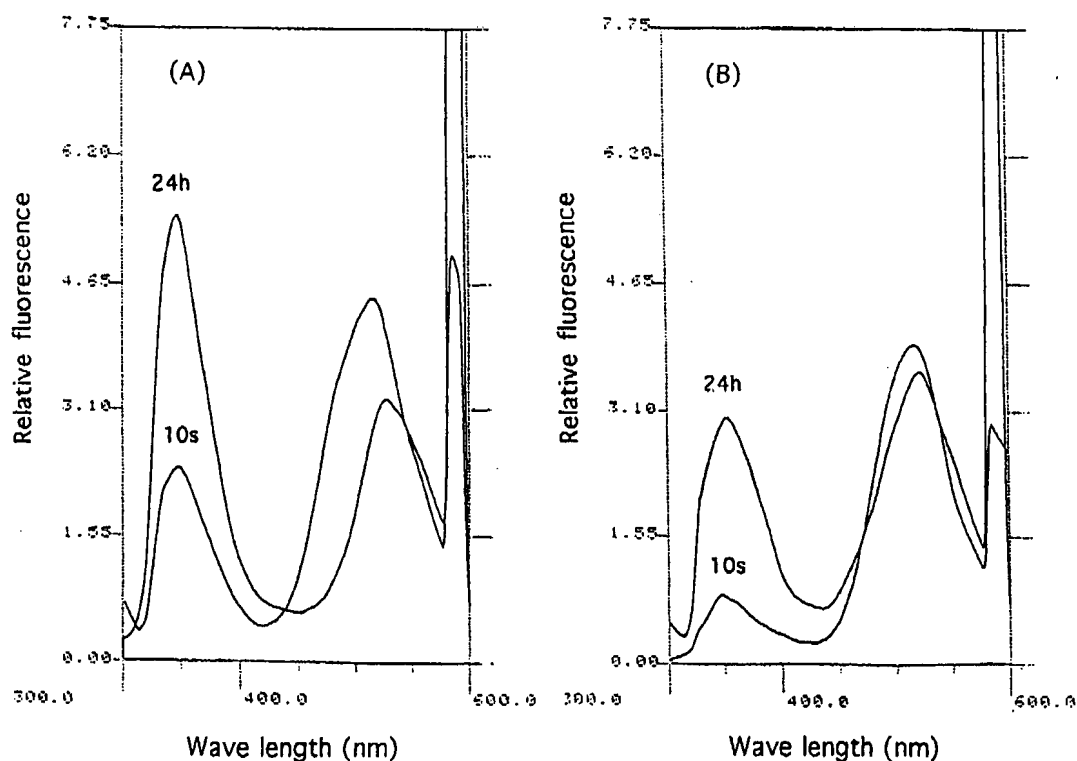 (A)
7.75
6.20
4.65
3.10
1.55
0.00
24h
10s
Relative fluorescence
300.0
400.0
500.0
Wave length (nm)
(B)
7.75
6.20
4.65
3.10
1.55
0.00
24h
10s
Relative fluorescence
300.0
400.0
500.0
Wave length (nm)